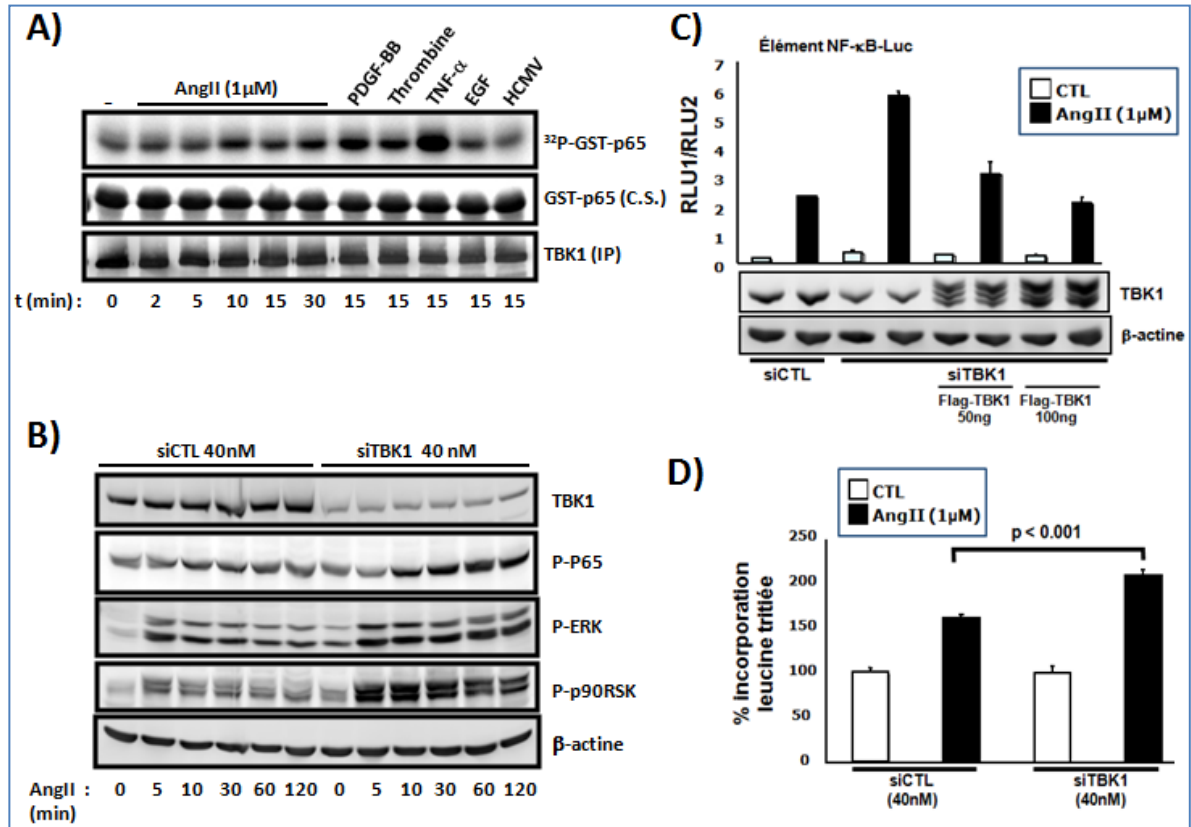 A)
AngII (1µM)
PDGF-BB
Thrombine
TNF-α
EGF
HCMV
-
³²P-GST-p65
GST-p65 (C.S.)
TBK1 (IP)
t (min) : 0 2 5 10 15 30 15 15 15 15 15
B)
siCTL 40nM siTBK1 40 nM
TBK1
P-P65
P-ERK
P-p90RSK
β-actine
AngII : 0 5 10 30 60 120 0 5 10 30 60 120
(min)
C)
Élément NF-κB-Luc
CTL
AngII (1µM)
RLU1/RLU2
7
6
5
4
3
2
1
0
TBK1
β-actine
siCTL siTBK1
Flag-TBK1 Flag-TBK1
50ng 100ng
D)
CTL
AngII (1µM)
p < 0.001
% incorporation
leucine tritiée
250
200
150
100
50
0
siCTL siTBK1
(40nM) (40nM)